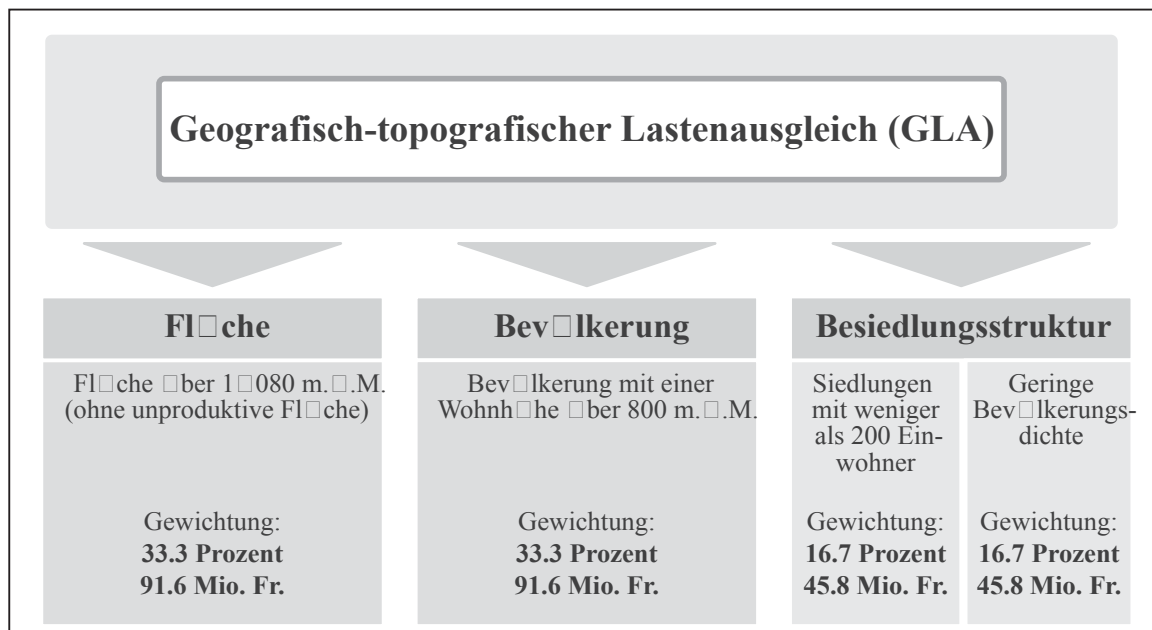 Geografisch-topografischer Lastenausgleich (GLA)
Fl□che
Fl□che □ber 1□080 m.□.M.
(ohne unproduktive Fl□che)
Gewichtung:
33.3 Prozent
91.6 Mio. Fr.
Bev□lkerung
Bev□lkerung mit einer
Wohnh□he □ber 800 m.□.M.
Gewichtung:
33.3 Prozent
91.6 Mio. Fr.
Besiedlungsstruktur
Siedlungen
mit weniger
als 200 Ein-
wohner
Gewichtung:
16.7 Prozent
45.8 Mio. Fr.
Geringe
Bev□lkerungs-
dichte
Gewichtung:
16.7 Prozent
45.8 Mio. Fr.